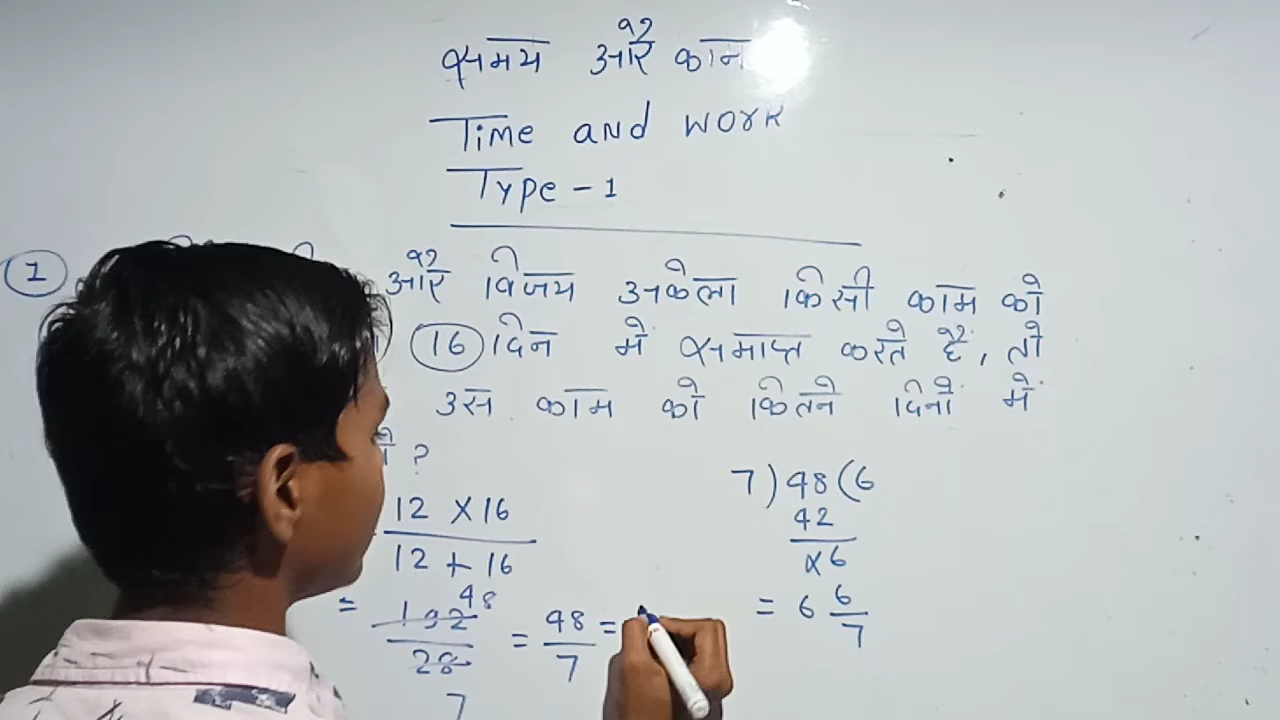 समय और काम
Time and work
Type - 1
1 और विजय अकेला किसी काम को
16 दिन में समाप्त करते हैं, तो
उस काम को कितने दिनों में
?
12 × 16
12 + 16
= 192 48
28
7
= 48/7 =
7 ) 48 ( 6
42
×6
= 6 6/7